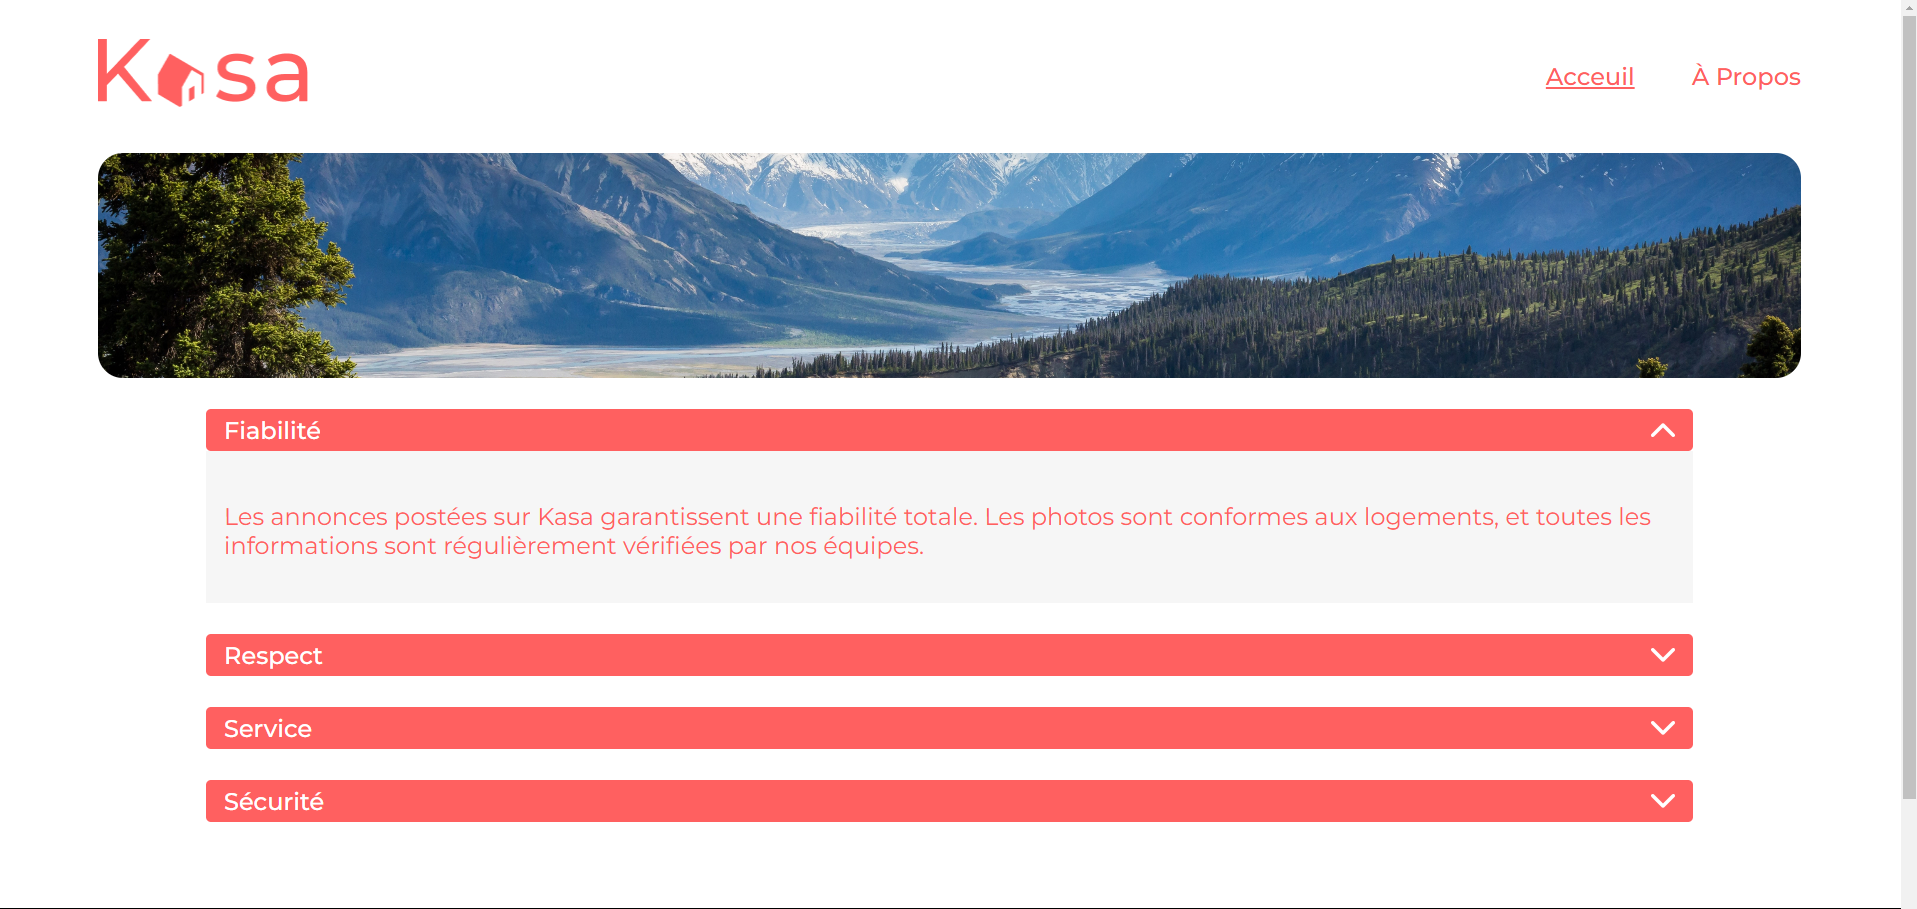 Kasa
Acceuil
À Propos
Fiabilité
Les annonces postées sur Kasa garantissent une fiabilité totale. Les photos sont conformes aux logements, et toutes les
informations sont régulièrement vérifiées par nos équipes.
Respect
Service
Sécurité